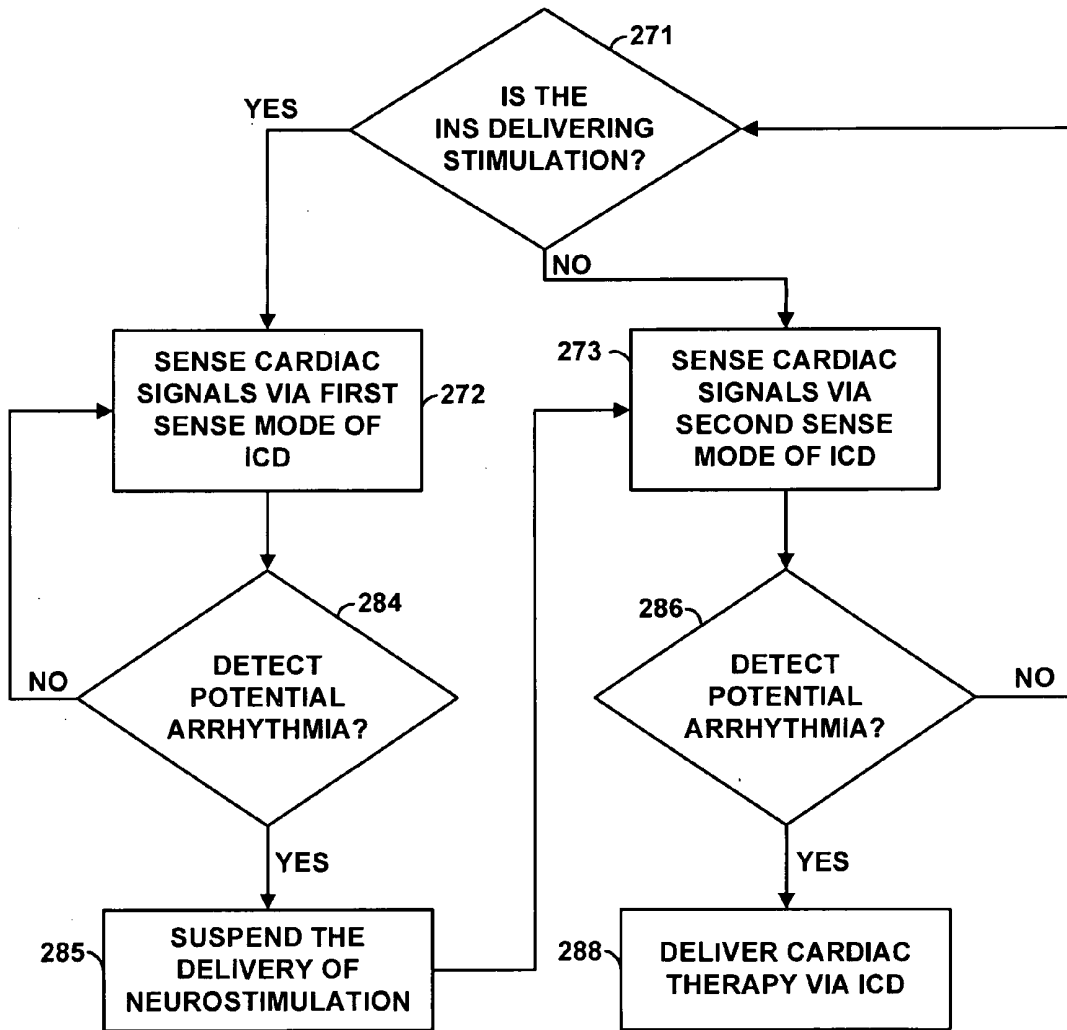 271
IS THE
INS DELIVERING
STIMULATION?
YES
NO
SENSE CARDIAC
SIGNALS VIA FIRST
SENSE MODE OF
ICD
272
273
SENSE CARDIAC
SIGNALS VIA
SECOND SENSE
MODE OF ICD
284
DETECT
POTENTIAL
ARRHYTHMIA?
NO
YES
286
DETECT
POTENTIAL
ARRHYTHMIA?
NO
YES
285
SUSPEND THE
DELIVERY OF
NEUROSTIMULATION
288
DELIVER CARDIAC
THERAPY VIA ICD